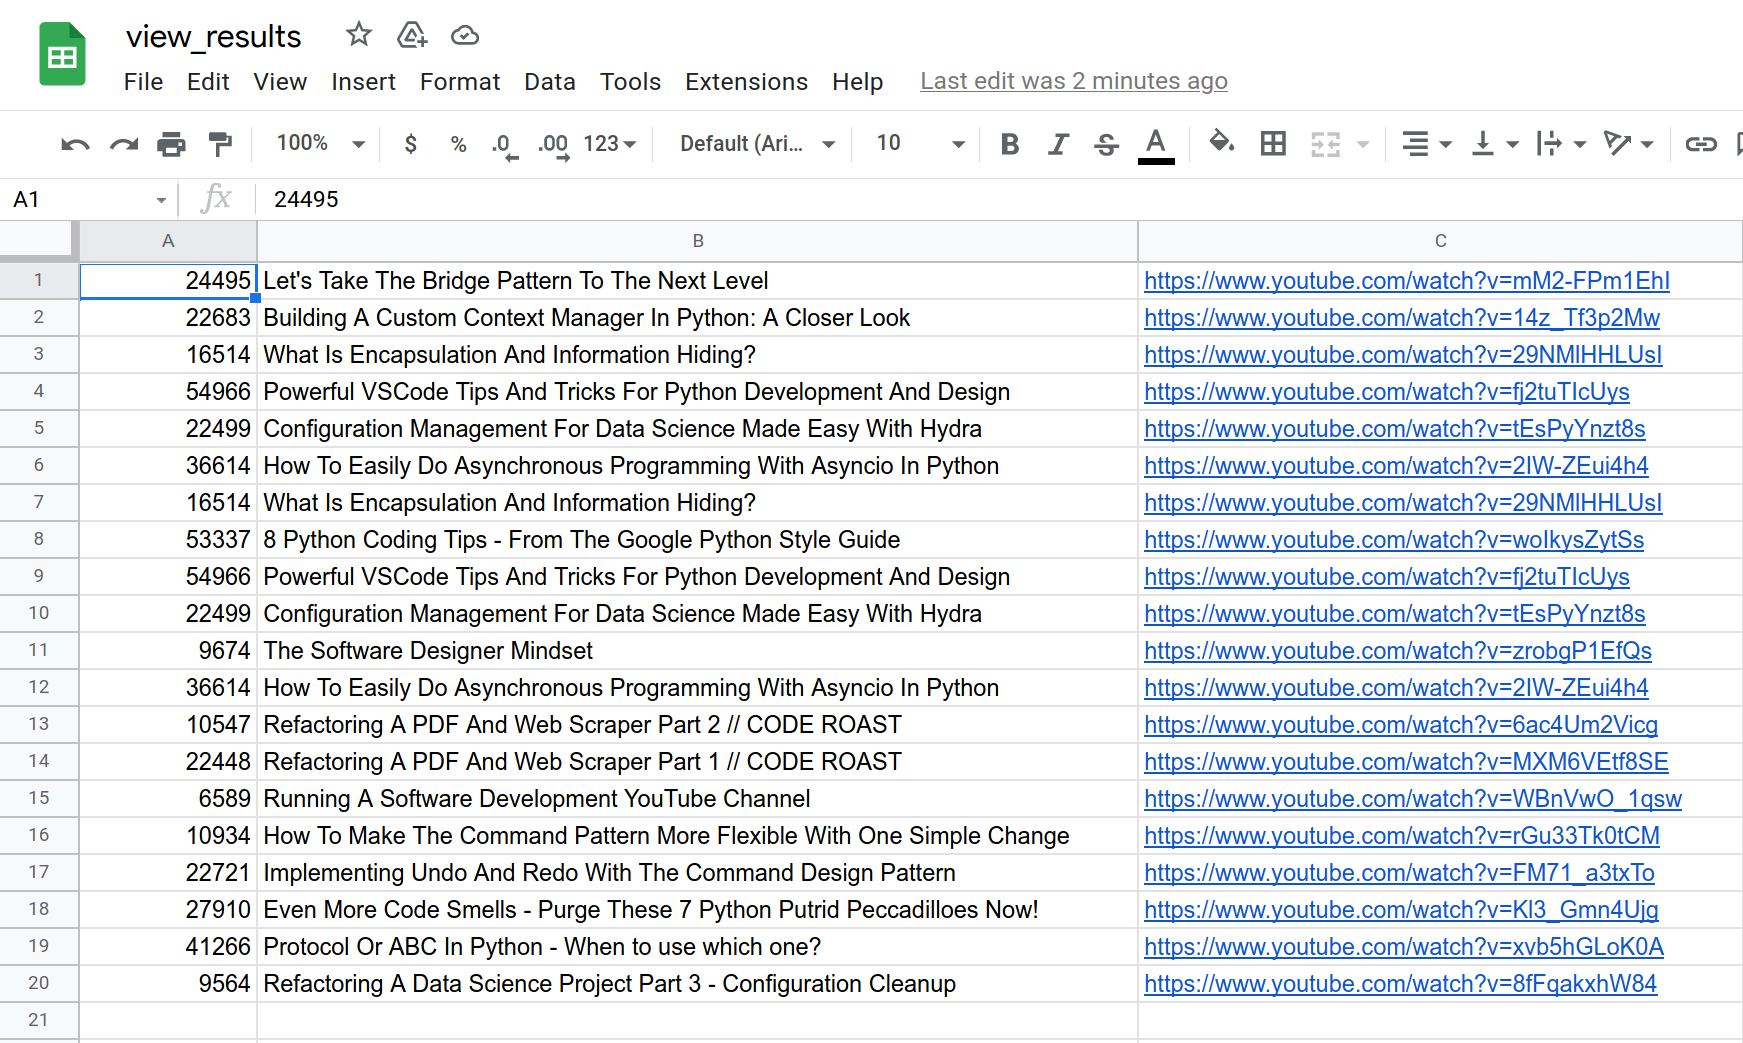 view_results
File Edit View Insert Format Data Tools Extensions Help Last edit was 2 minutes ago
100% $ % .0 .00 123 Default (Ari... 10 B I S A
A1 fx 24495
A B C
1 24495 Let's Take The Bridge Pattern To The Next Level https://www.youtube.com/watch?v=mM2-FPm1EhI
2 22683 Building A Custom Context Manager In Python: A Closer Look https://www.youtube.com/watch?v=14z_Tf3p2Mw
3 16514 What Is Encapsulation And Information Hiding? https://www.youtube.com/watch?v=29NMlHHLUsI
4 54966 Powerful VSCode Tips And Tricks For Python Development And Design https://www.youtube.com/watch?v=fj2tuTIcUys
5 22499 Configuration Management For Data Science Made Easy With Hydra https://www.youtube.com/watch?v=tEsPyYnzt8s
6 36614 How To Easily Do Asynchronous Programming With Asyncio In Python https://www.youtube.com/watch?v=2IW-ZEui4h4
7 16514 What Is Encapsulation And Information Hiding? https://www.youtube.com/watch?v=29NMlHHLUsI
8 53337 8 Python Coding Tips - From The Google Python Style Guide https://www.youtube.com/watch?v=woIkysZytSs
9 54966 Powerful VSCode Tips And Tricks For Python Development And Design https://www.youtube.com/watch?v=fj2tuTIcUys
10 22499 Configuration Management For Data Science Made Easy With Hydra https://www.youtube.com/watch?v=tEsPyYnzt8s
11 9674 The Software Designer Mindset https://www.youtube.com/watch?v=zrobgP1EfQs
12 36614 How To Easily Do Asynchronous Programming With Asyncio In Python https://www.youtube.com/watch?v=2IW-ZEui4h4
13 10547 Refactoring A PDF And Web Scraper Part 2 // CODE ROAST https://www.youtube.com/watch?v=6ac4Um2Vicg
14 22448 Refactoring A PDF And Web Scraper Part 1 // CODE ROAST https://www.youtube.com/watch?v=MXM6VEtf8SE
15 6589 Running A Software Development YouTube Channel https://www.youtube.com/watch?v=WBnVwO_1qsw
16 10934 How To Make The Command Pattern More Flexible With One Simple Change https://www.youtube.com/watch?v=rGu33Tk0tCM
17 22721 Implementing Undo And Redo With The Command Design Pattern https://www.youtube.com/watch?v=FM71_a3txTo
18 27910 Even More Code Smells - Purge These 7 Python Putrid Peccadilloes Now! https://www.youtube.com/watch?v=Kl3_Gmn4Ujg
19 41266 Protocol Or ABC In Python - When to use which one? https://www.youtube.com/watch?v=xvb5hGLoK0A
20 9564 Refactoring A Data Science Project Part 3 - Configuration Cleanup https://www.youtube.com/watch?v=8fFqakxhW84
21